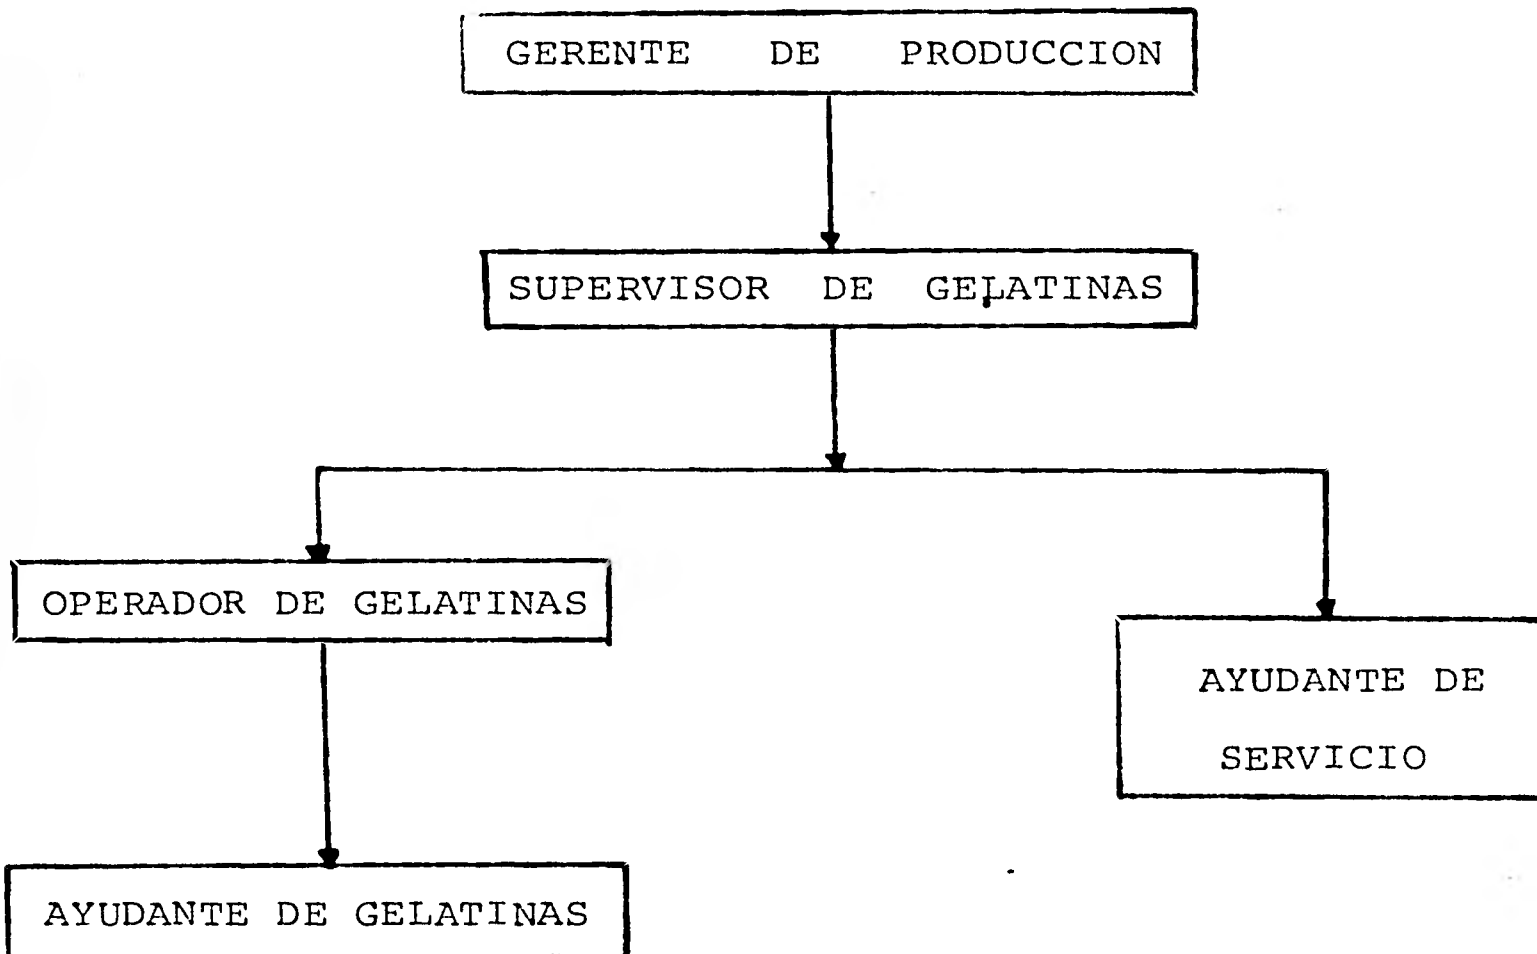 GERENTE DE PRODUCCION
SUPERVISOR DE GELATINAS
OPERADOR DE GELATINAS
AYUDANTE DE
SERVICIO
AYUDANTE DE GELATINAS